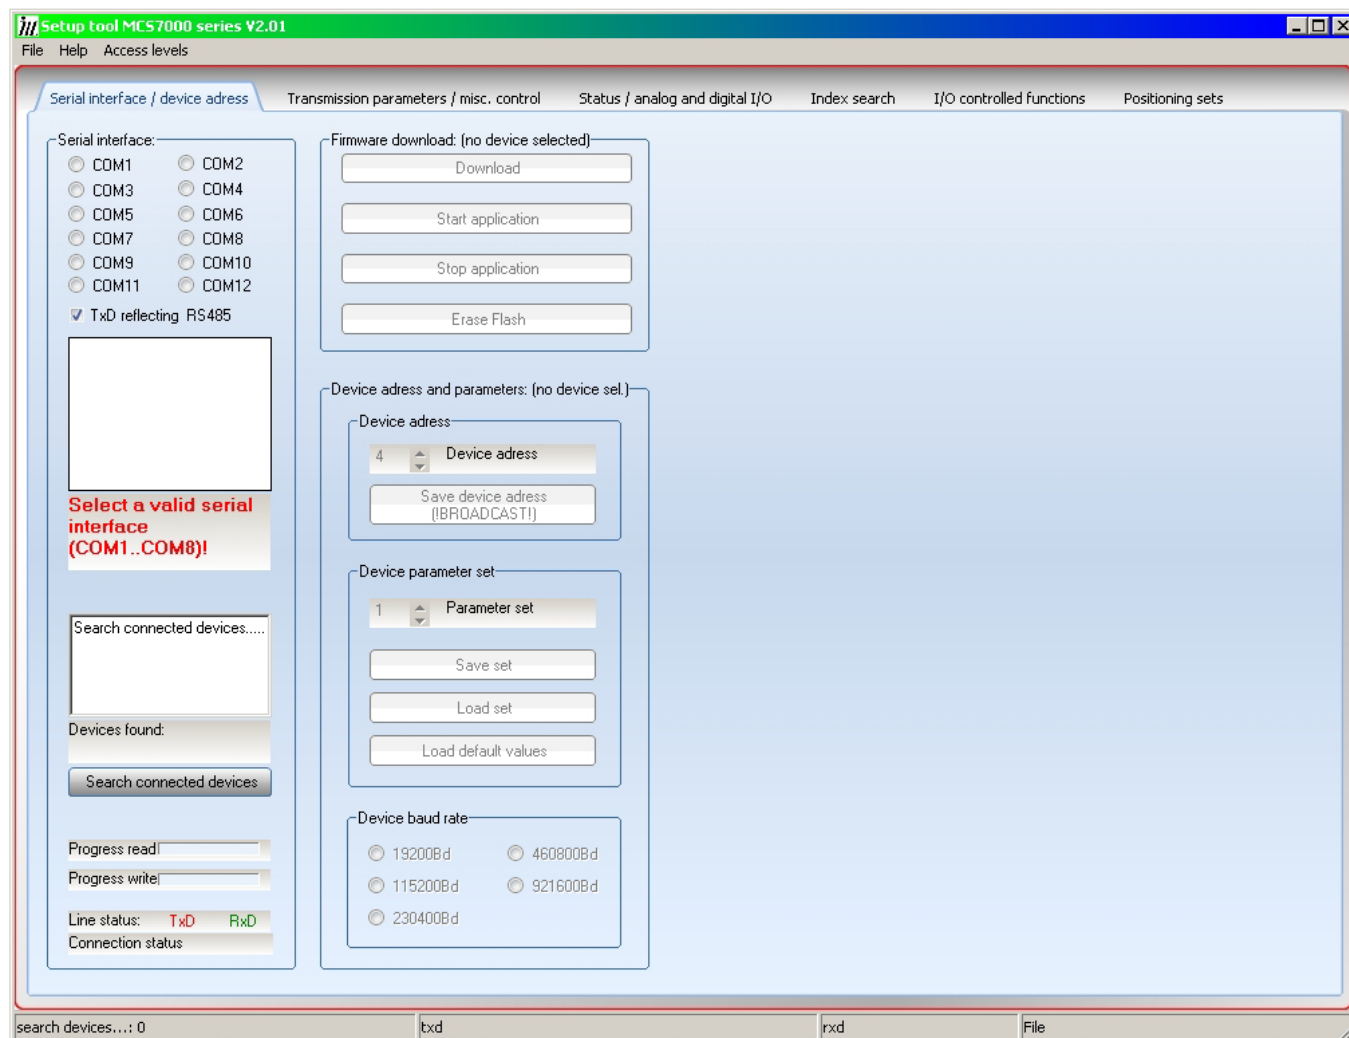 Setup tool MCS7000 series V2.01
File Help Access levels
Serial interface / device adress Transmission parameters / misc. control Status / analog and digital I/O Index search I/O controlled functions Positioning sets
Serial interface:
COM1 COM2
COM3 COM4
COM5 COM6
COM7 COM8
COM9 COM10
COM11 COM12
TxD reflecting RS485
Select a valid serial
interface
(COM1..COM8)!
Search connected devices.....
Devices found:
Search connected devices
Progress read
Progress write
Line status: TxD RxD
Connection status
Firmware download: (no device selected)
Download
Start application
Stop application
Erase Flash
Device adress and parameters: (no device sel.)
Device adress
4 Device adress
Save device adress
(!BROADCAST!)
Device parameter set
1 Parameter set
Save set
Load set
Load default values
Device baud rate
19200Bd 460800Bd
115200Bd 921600Bd
230400Bd
search devices...: 0 txd rxd File